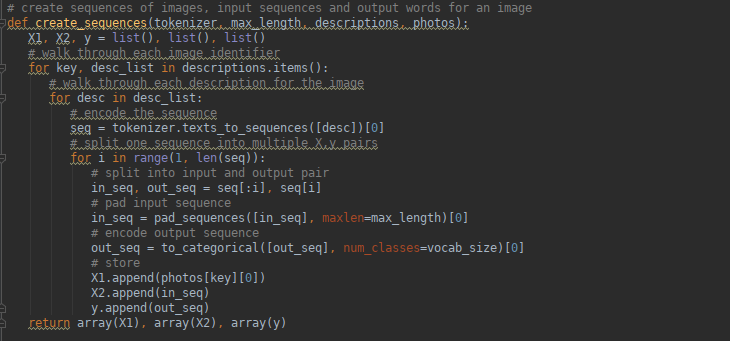 # create sequences of images, input sequences and output words for an image
def create_sequences(tokenizer, max_length, descriptions, photos):
    X1, X2, y = list(), list(), list()
    # walk through each image identifier
    for key, desc_list in descriptions.items():
        # walk through each description for the image
        for desc in desc_list:
            # encode the sequence
            seq = tokenizer.texts_to_sequences([desc])[0]
            # split one sequence into multiple X,y pairs
            for i in range(1, len(seq)):
                # split into input and output pair
                in_seq, out_seq = seq[:i], seq[i]
                # pad input sequence
                in_seq = pad_sequences([in_seq], maxlen=max_length)[0]
                # encode output sequence
                out_seq = to_categorical([out_seq], num_classes=vocab_size)[0]
                # store
                X1.append(photos[key][0])
                X2.append(in_seq)
                y.append(out_seq)
    return array(X1), array(X2), array(y)